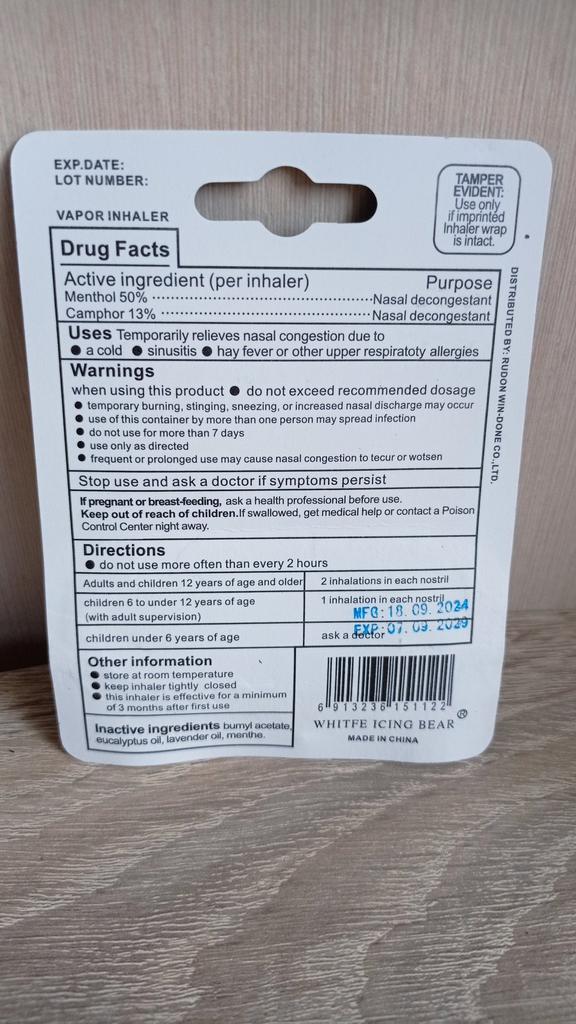 EXP.DATE:
LOT NUMBER:
VAPOR INHALER
TAMPER
EVIDENT:
Use only
if imprinted
Inhaler wrap
is intact.
Drug Facts
Active ingredient (per inhaler) Purpose
Menthol 50% ........................................ Nasal decongestant
Camphor 13% ........................................ Nasal decongestant
Uses Temporarily relieves nasal congestion due to
● a cold ● sinusitis ● hay fever or other upper respiratoty allergies
Warnings
when using this product ● do not exceed recommended dosage
● temporary burning, stinging, sneezing, or increased nasal discharge may occur
● use of this container by more than one person may spread infection
● do not use for more than 7 days
● use only as directed
● frequent or prolonged use may cause nasal congestion to tecur or wotsen
Stop use and ask a doctor if symptoms persist
If pregnant or breast-feeding, ask a health professional before use.
Keep out of reach of children.If swallowed, get medical help or contact a Poison
Control Center night away.
Directions
● do not use more often than every 2 hours
Adults and children 12 years of age and older 2 inhalations in each nostril
children 6 to under 12 years of age 1 inhalation in each nostril
(with adult supervision)
MFG: 18. 09. 2024
children under 6 years of age ask a doctor
EXP: 07. 09. 2029
Other information
● store at room temperature
● keep inhaler tightly closed
● this inhaler is effective for a minimum
of 3 months after first use
Inactive ingredients bumyl acetate,
eucalyptus oil, lavender oil, menthe.
6 913236 151122
WHITFE ICING BEAR ®
MADE IN CHINA
DISTRIBUTED BY: RUDON WIN-DONE CO.,LTD.